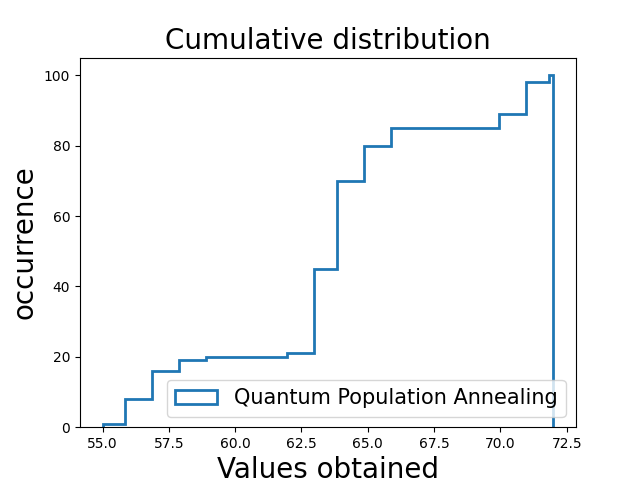 Cumulative distribution
occurrence
100
80
60
40
20
0
Quantum Population Annealing
55.0 57.5 60.0 62.5 65.0 67.5 70.0 72.5
Values obtained